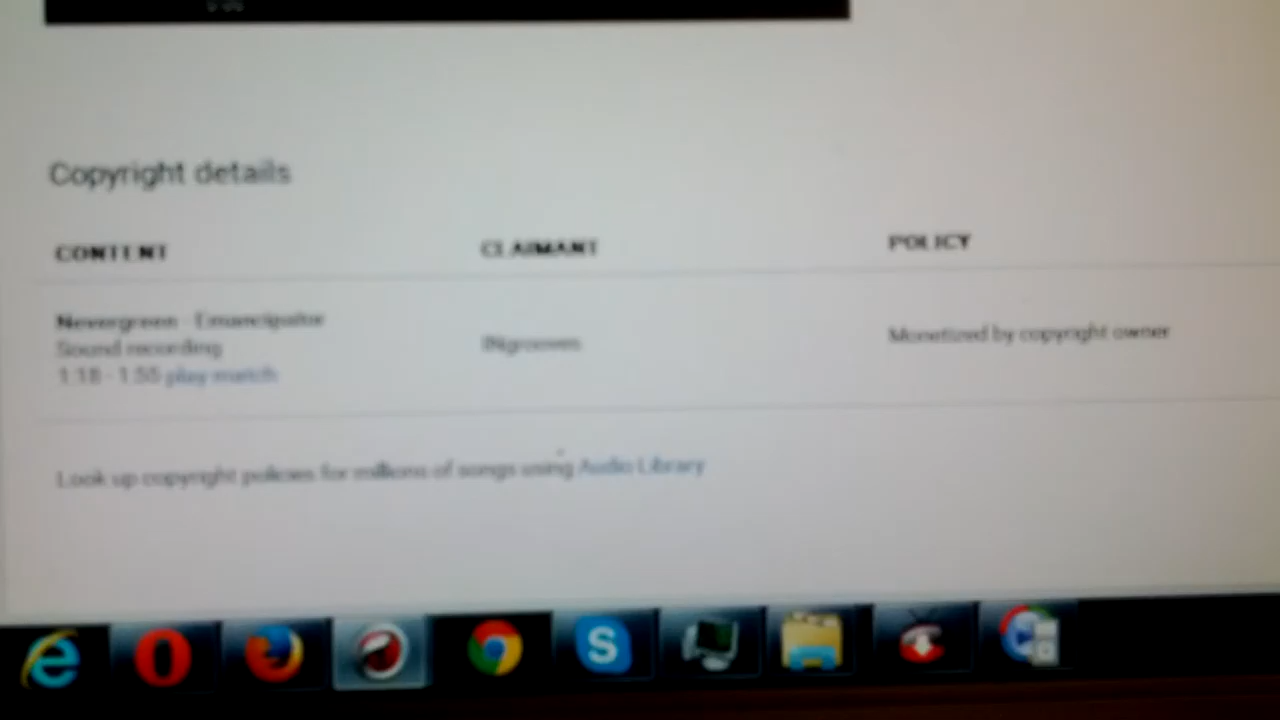 Copyright details
CONTENT
CLAIMANT
POLICY
Nevergreen - Emancipator
Sound recording
1:18 - 1:55 play match
INgrooves
Monetized by copyright owner
Look up copyright policies for millions of songs using Audio Library